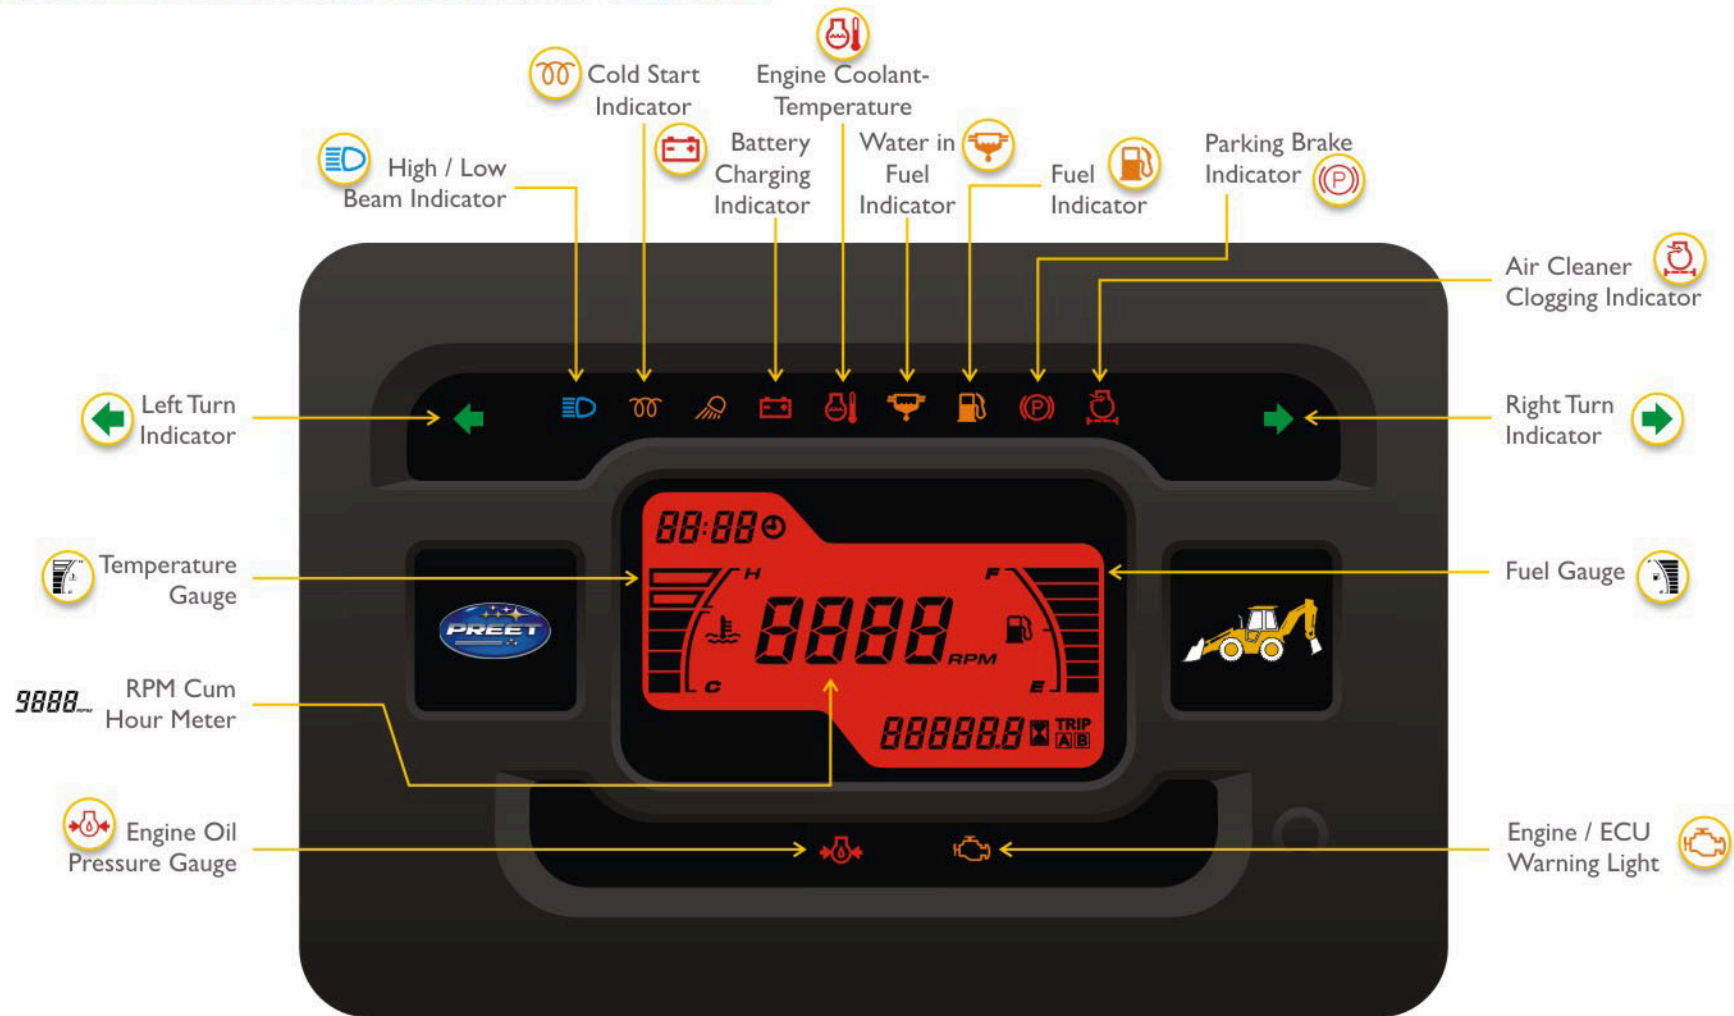 Cold Start
Indicator
Engine Coolant-
Temperature
High / Low
Beam Indicator
Battery
Charging
Indicator
Water in
Fuel
Indicator
Fuel
Indicator
Parking Brake
Indicator
(P)
Air Cleaner
Clogging Indicator
Left Turn
Indicator
Right Turn
Indicator
(P)
88:88
Temperature
Gauge
H
F
Fuel Gauge
PREET
8888 RPM
C
E
9888 RPM
RPM Cum
Hour Meter
88888.8
TRIP
A B
Engine Oil
Pressure Gauge
Engine / ECU
Warning Light